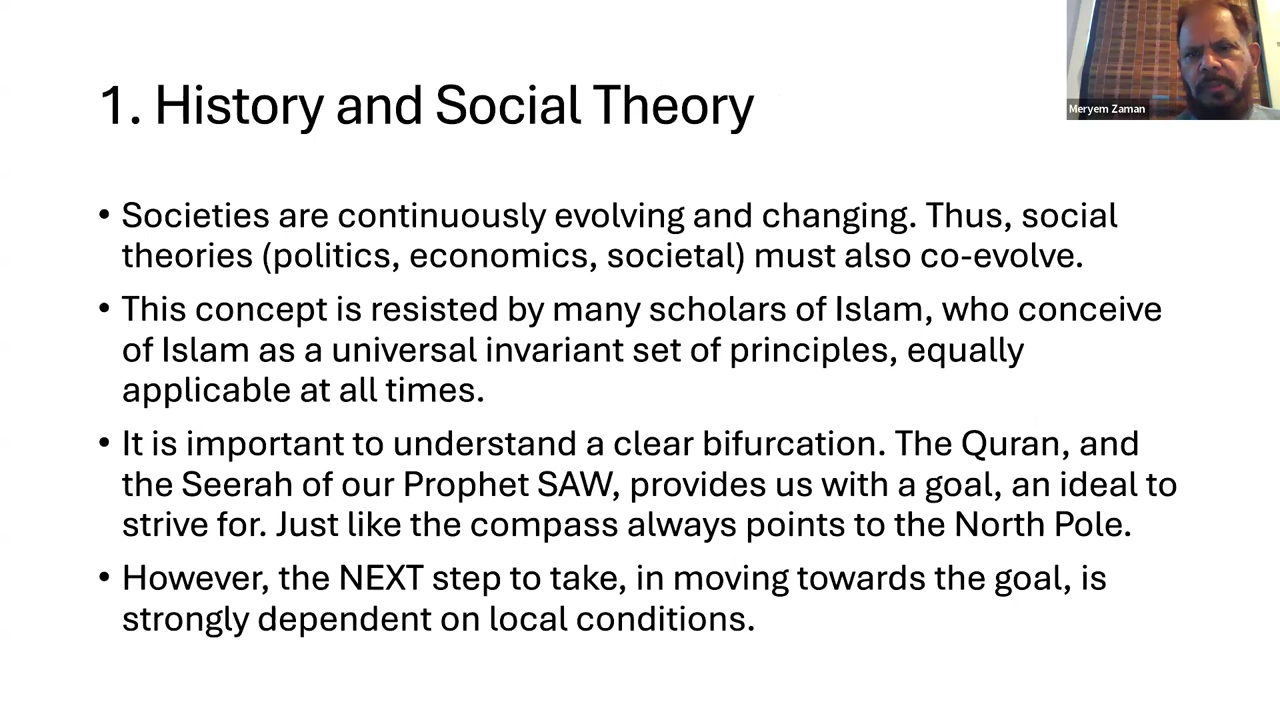 1. History and Social Theory
Meryem Zaman
• Societies are continuously evolving and changing. Thus, social
theories (politics, economics, societal) must also co-evolve.
• This concept is resisted by many scholars of Islam, who conceive
of Islam as a universal invariant set of principles, equally
applicable at all times.
• It is important to understand a clear bifurcation. The Quran, and
the Seerah of our Prophet SAW, provides us with a goal, an ideal to
strive for. Just like the compass always points to the North Pole.
• However, the NEXT step to take, in moving towards the goal, is
strongly dependent on local conditions.